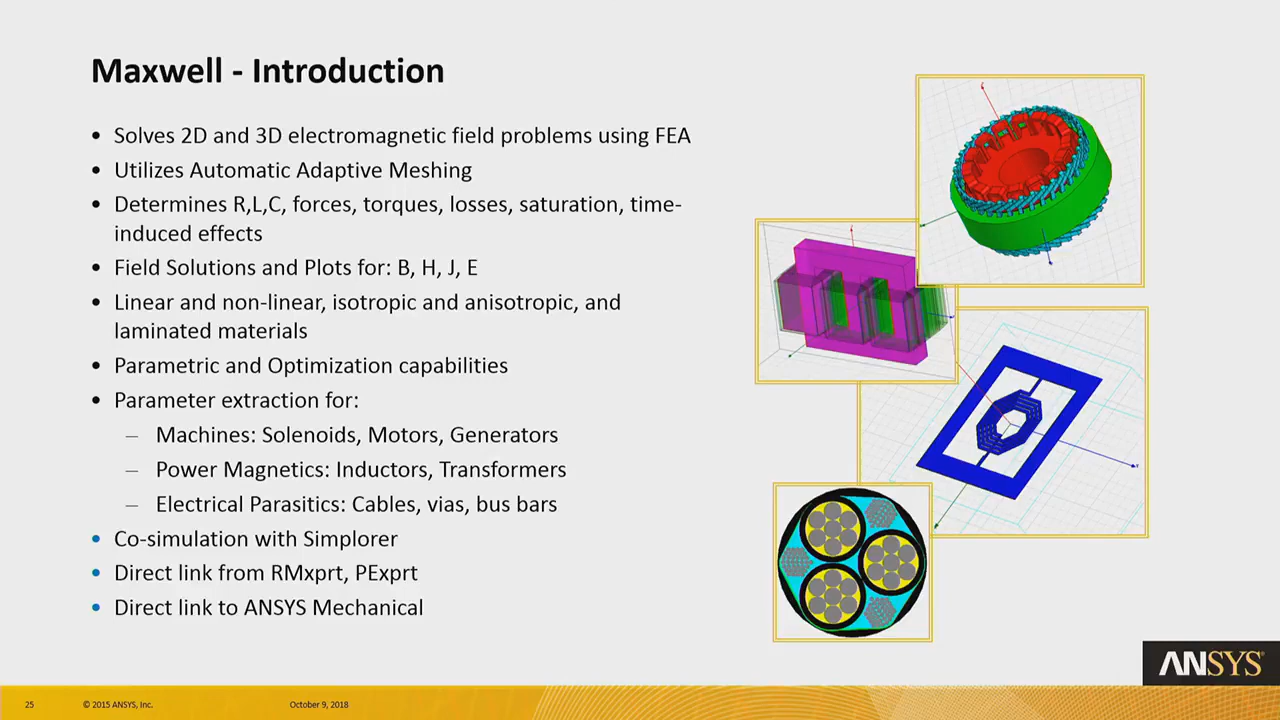 Maxwell - Introduction
• Solves 2D and 3D electromagnetic field problems using FEA
• Utilizes Automatic Adaptive Meshing
• Determines R,L,C, forces, torques, losses, saturation, time-
induced effects
• Field Solutions and Plots for: B, H, J, E
• Linear and non-linear, isotropic and anisotropic, and
laminated materials
• Parametric and Optimization capabilities
• Parameter extraction for:
– Machines: Solenoids, Motors, Generators
– Power Magnetics: Inductors, Transformers
– Electrical Parasitics: Cables, vias, bus bars
• Co-simulation with Simplorer
• Direct link from RMxprt, PExprt
• Direct link to ANSYS Mechanical
ANSYS®
25 © 2015 ANSYS, Inc. October 9, 2018